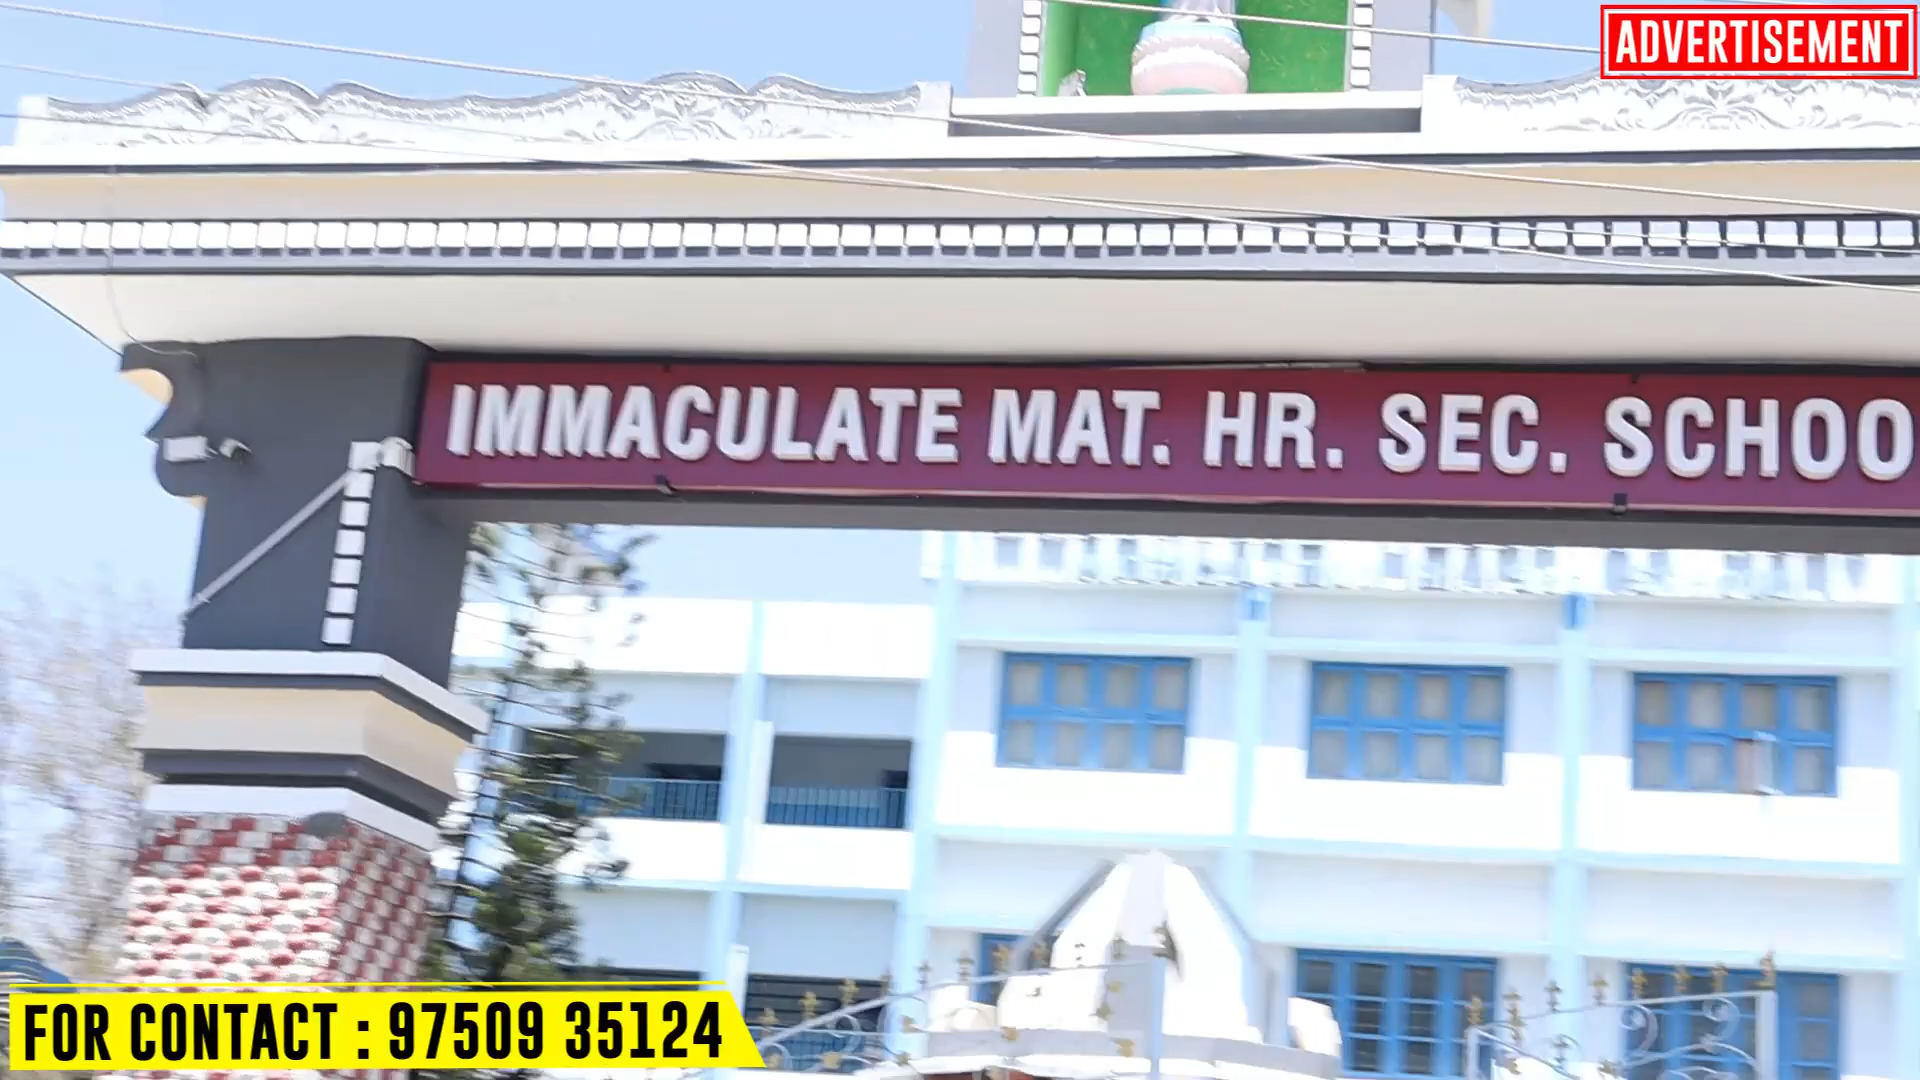 ADVERTISEMENT
IMMACULATE MAT. HR. SEC. SCHOO
FOR CONTACT : 97509 35124